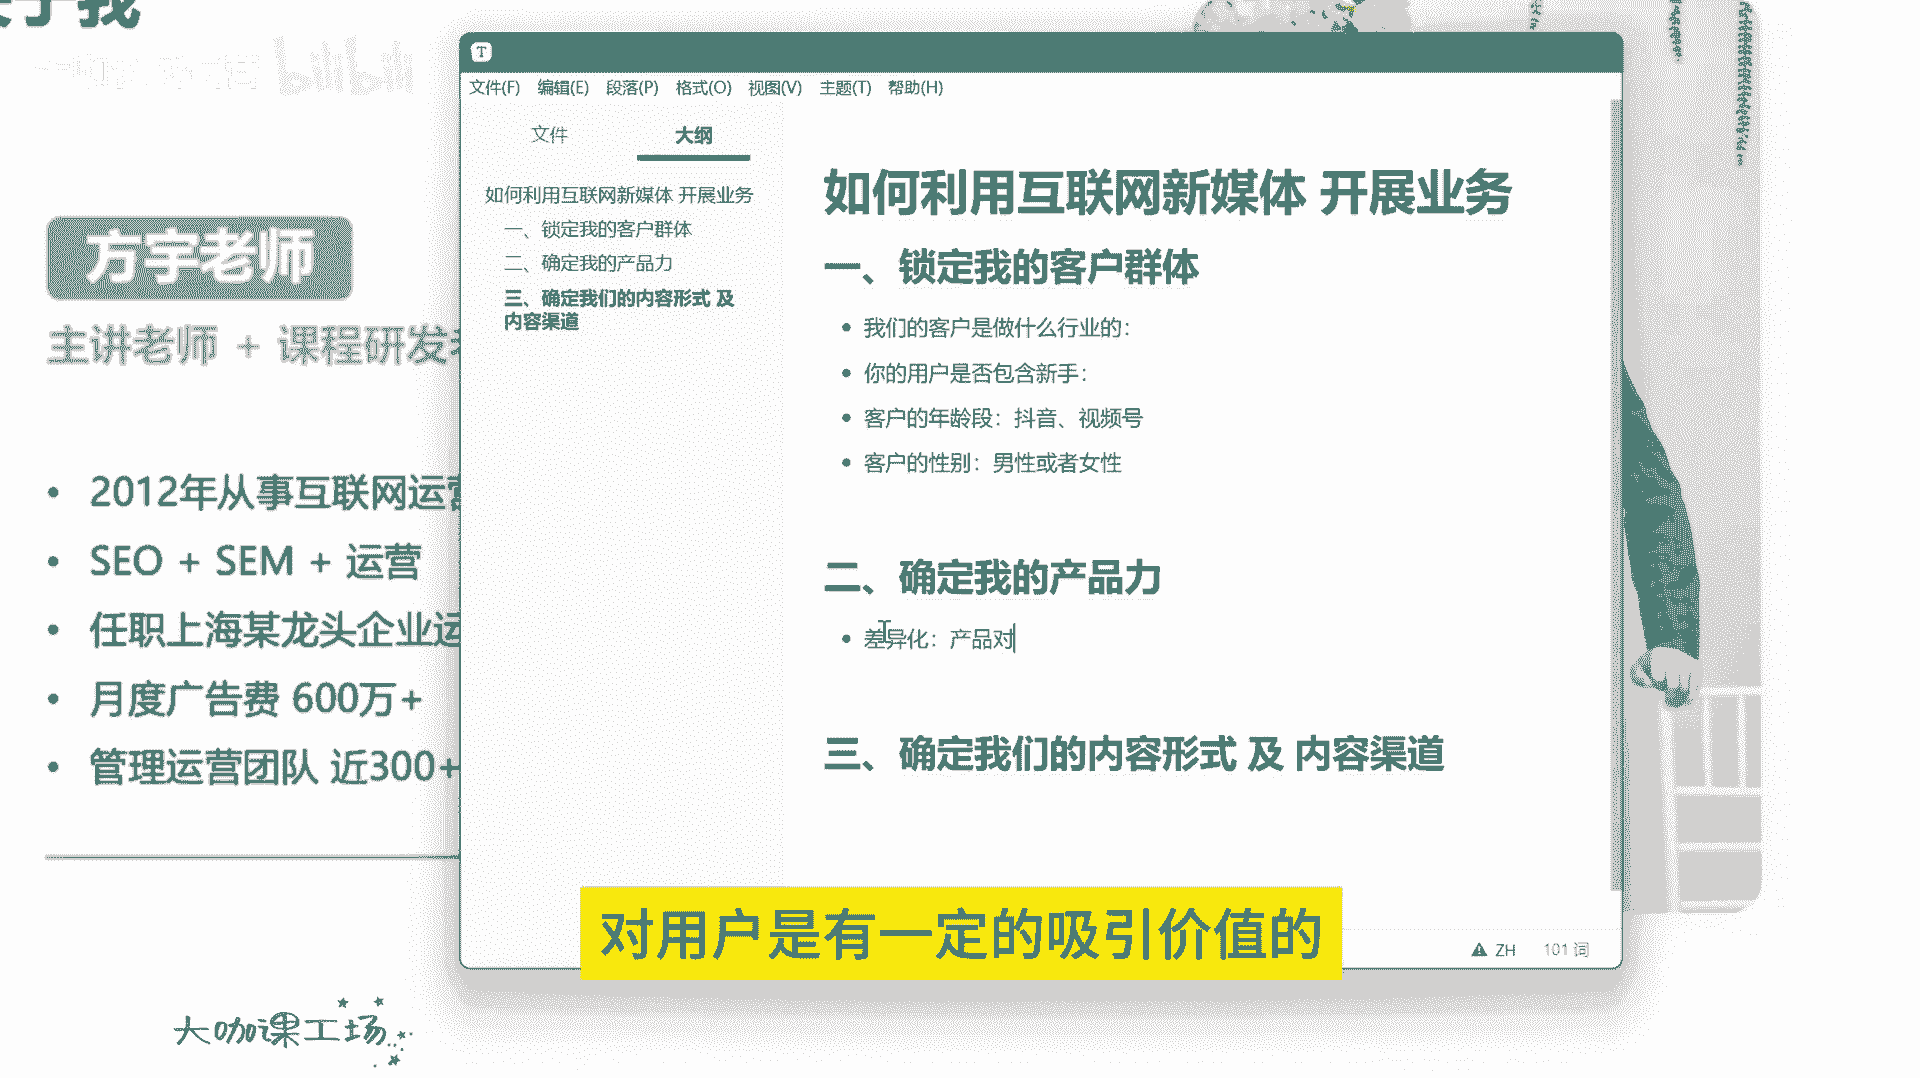 于我
bilibili
方宇老师
主讲老师 + 课程研发
2012年从事互联网运营
SEO + SEM + 运营
任职上海某龙头企业运
月度广告费 600万+
管理运营团队 近300+
大咖课工场
T
文件(F) 编辑(E) 段落(P) 格式(O) 视图(V) 主题(T) 帮助(H)
文件 大纲
如何利用互联网新媒体 开展业务
一、锁定我的客户群体
二、确定我的产品力
三、确定我们的内容形式 及
内容渠道
如何利用互联网新媒体 开展业务
一、锁定我的客户群体
我们的客户是做什么行业的：
你的用户是否包含新手：
客户的年龄段：抖音、视频号
客户的性别：男性或者女性
二、确定我的产品力
差异化：产品对
三、确定我们的内容形式 及 内容渠道
对用户是有一定的吸引价值的
ZH 101 词